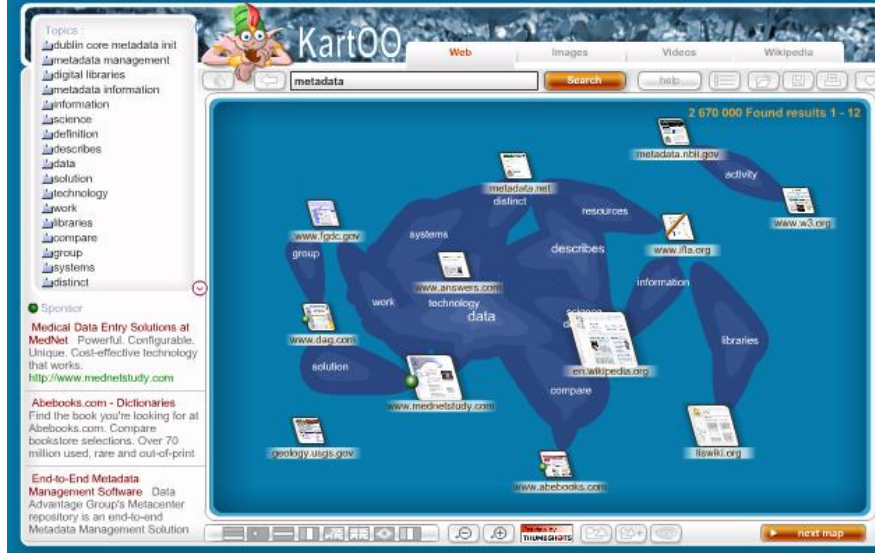 Topics :
dublin core metadata init
metadata management
digital libraries
metadata information
information
science
definition
describes
data
solution
technology
work
libraries
compare
group
systems
distinct
Sponsor
Medical Data Entry Solutions at
MedNet Powerful. Configurable.
Unique. Cost-effective technology
that works.
http://www.mednetstudy.com
Abebooks.com - Dictionaries
Find the book you're looking for at
Abebooks.com. Compare
bookstore selections. Over 70
million used, rare and out-of-print
End-to-End Metadata
Management Software Data
Advantage Group's Metacenter
repository is an end-to-end
Metadata Management Solution
KartOO
Web Images Videos Wikipedia
metadata Search help
2 670 000 Found results 1 - 12
metadata.nbii.gov
activity
metadata.net
distinct
resources
www.w3.org
www.fgdc.gov
systems
describes
www.ifla.org
group
www.answers.com
information
work
technology
data
science
www.dag.com
libraries
solution
en.wikipedia.org
compare
www.mednetstudy.com
geology.usgs.gov
liswiki.org
www.abebooks.com
Preview by
THUMBSHOTS
next map